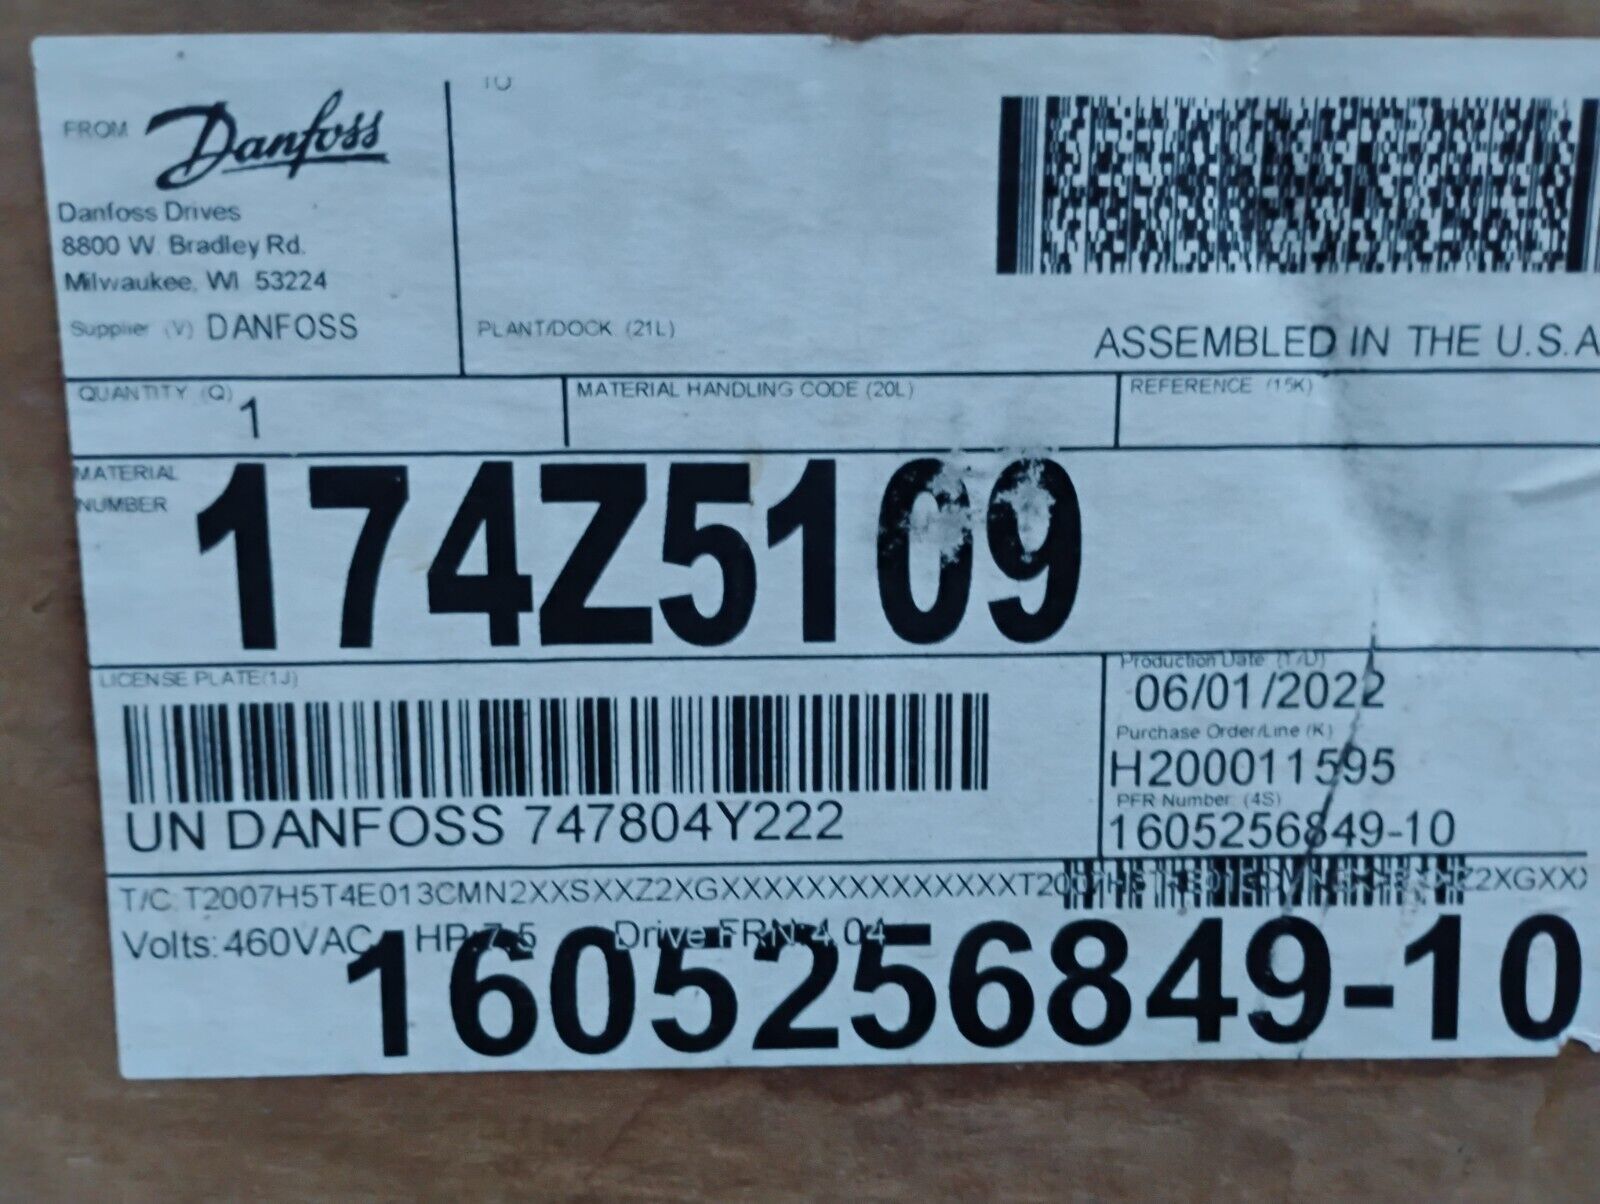 FROM Danfoss
TO
Danfoss Drives
8800 W. Bradley Rd.
Milwaukee, WI 53224
Supplier (V) DANFOSS
PLANT/DOCK (21L)
ASSEMBLED IN THE U.S.A
QUANTITY (Q) 1
MATERIAL HANDLING CODE (20L)
REFERENCE (15K)
MATERIAL
NUMBER
174Z5109
LICENSE PLATE(1J)
UN DANFOSS 747804Y222
Production Date
06/01/2022
Purchase Order/Line (K)
H200011595
PFR Number: (4S)
1605256849-10
T/C: T2007H5T4E013CMN2XXSXXZ2XGXXXXXXXXXXXXXX
Volts: 460VAC HP:7.5 Drive FRN:4.04
1605256849-10